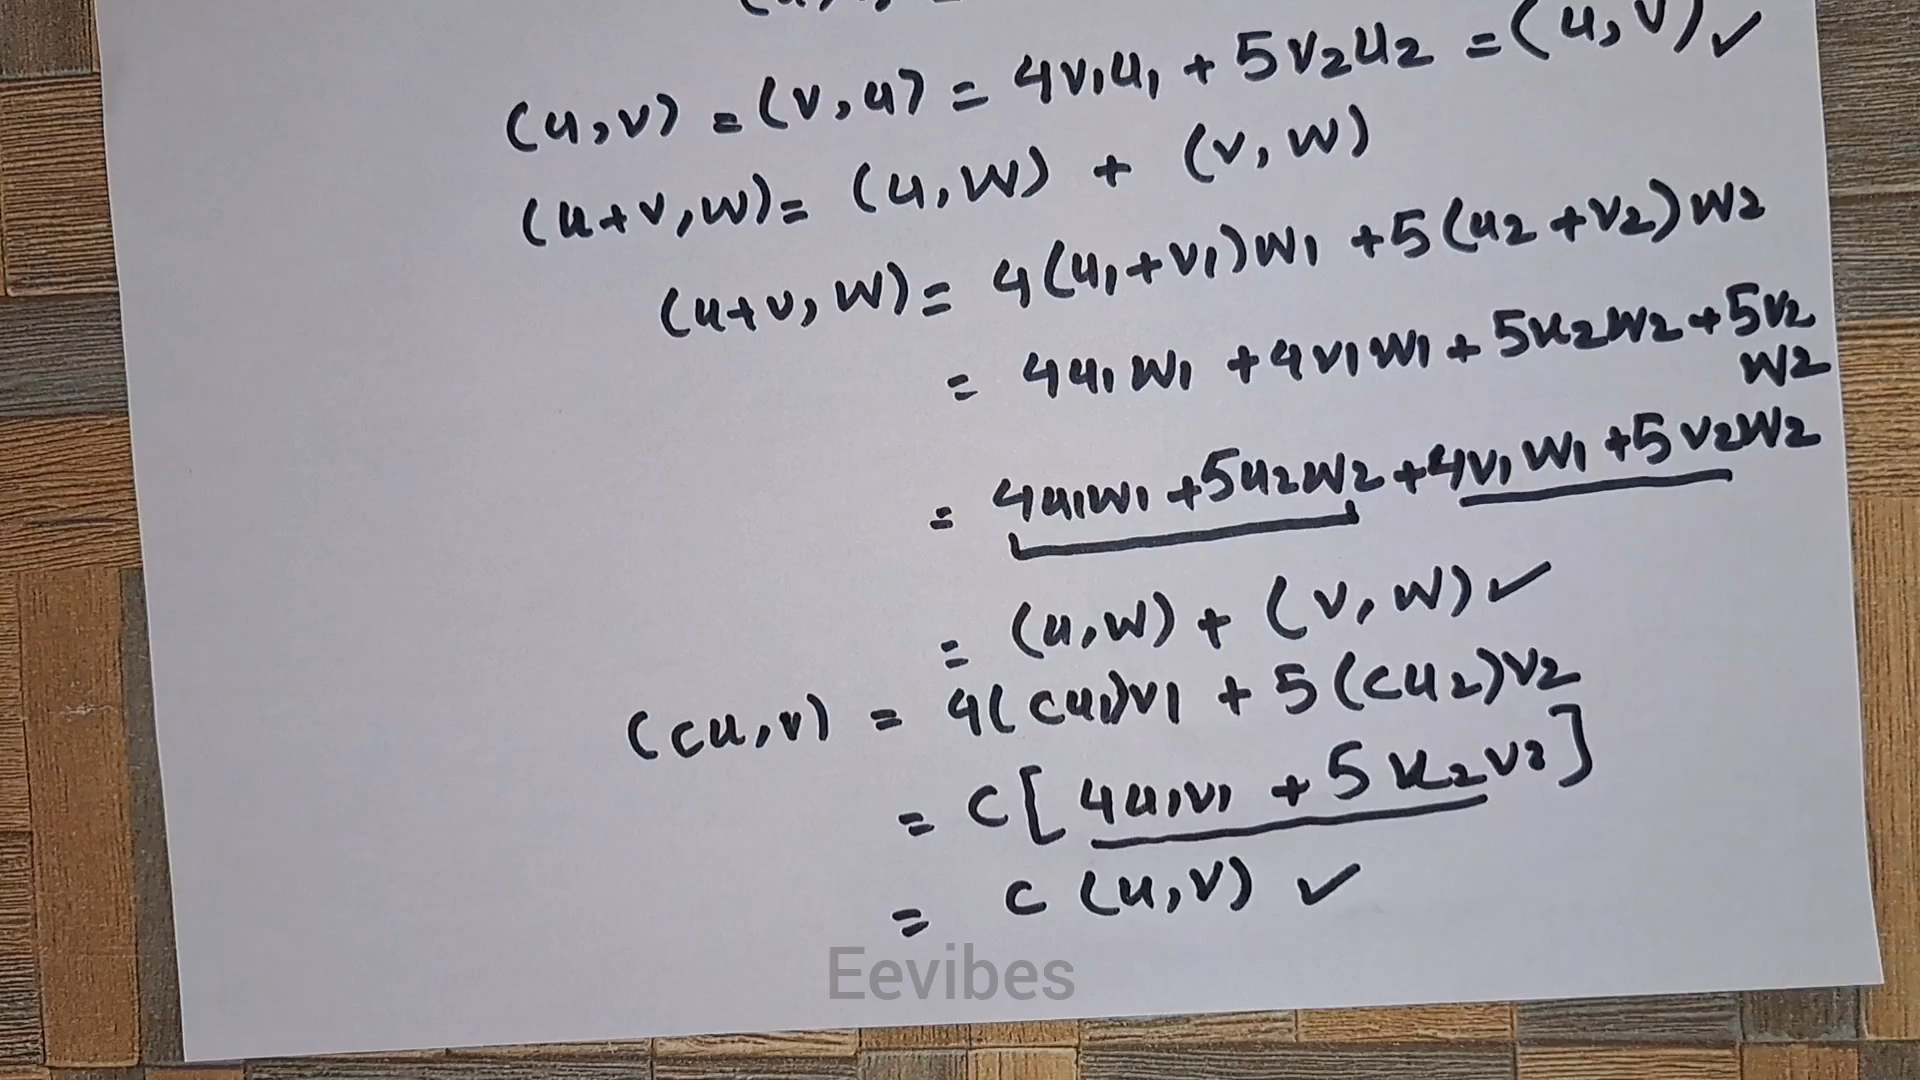 (u,v) = (v,u) = 4v1u1 + 5v2u2 = (u,v) ✓
(u+v,w) = (u,w) + (v,w)
(u+v,w) = 4(u1+v1)w1 +5(u2+v2)w2
= 4u1w1 +4v1w1 + 5u2w2+5v2
w2
= 4u1w1 +5u2w2 +4v1w1 +5v2w2
= (u,w) + (v,w) ✓
(cu,v) = 4(cu1)v1 + 5(cu2)v2
= c[4u1v1 + 5u2v2]
= c (u,v) ✓
Eevibes